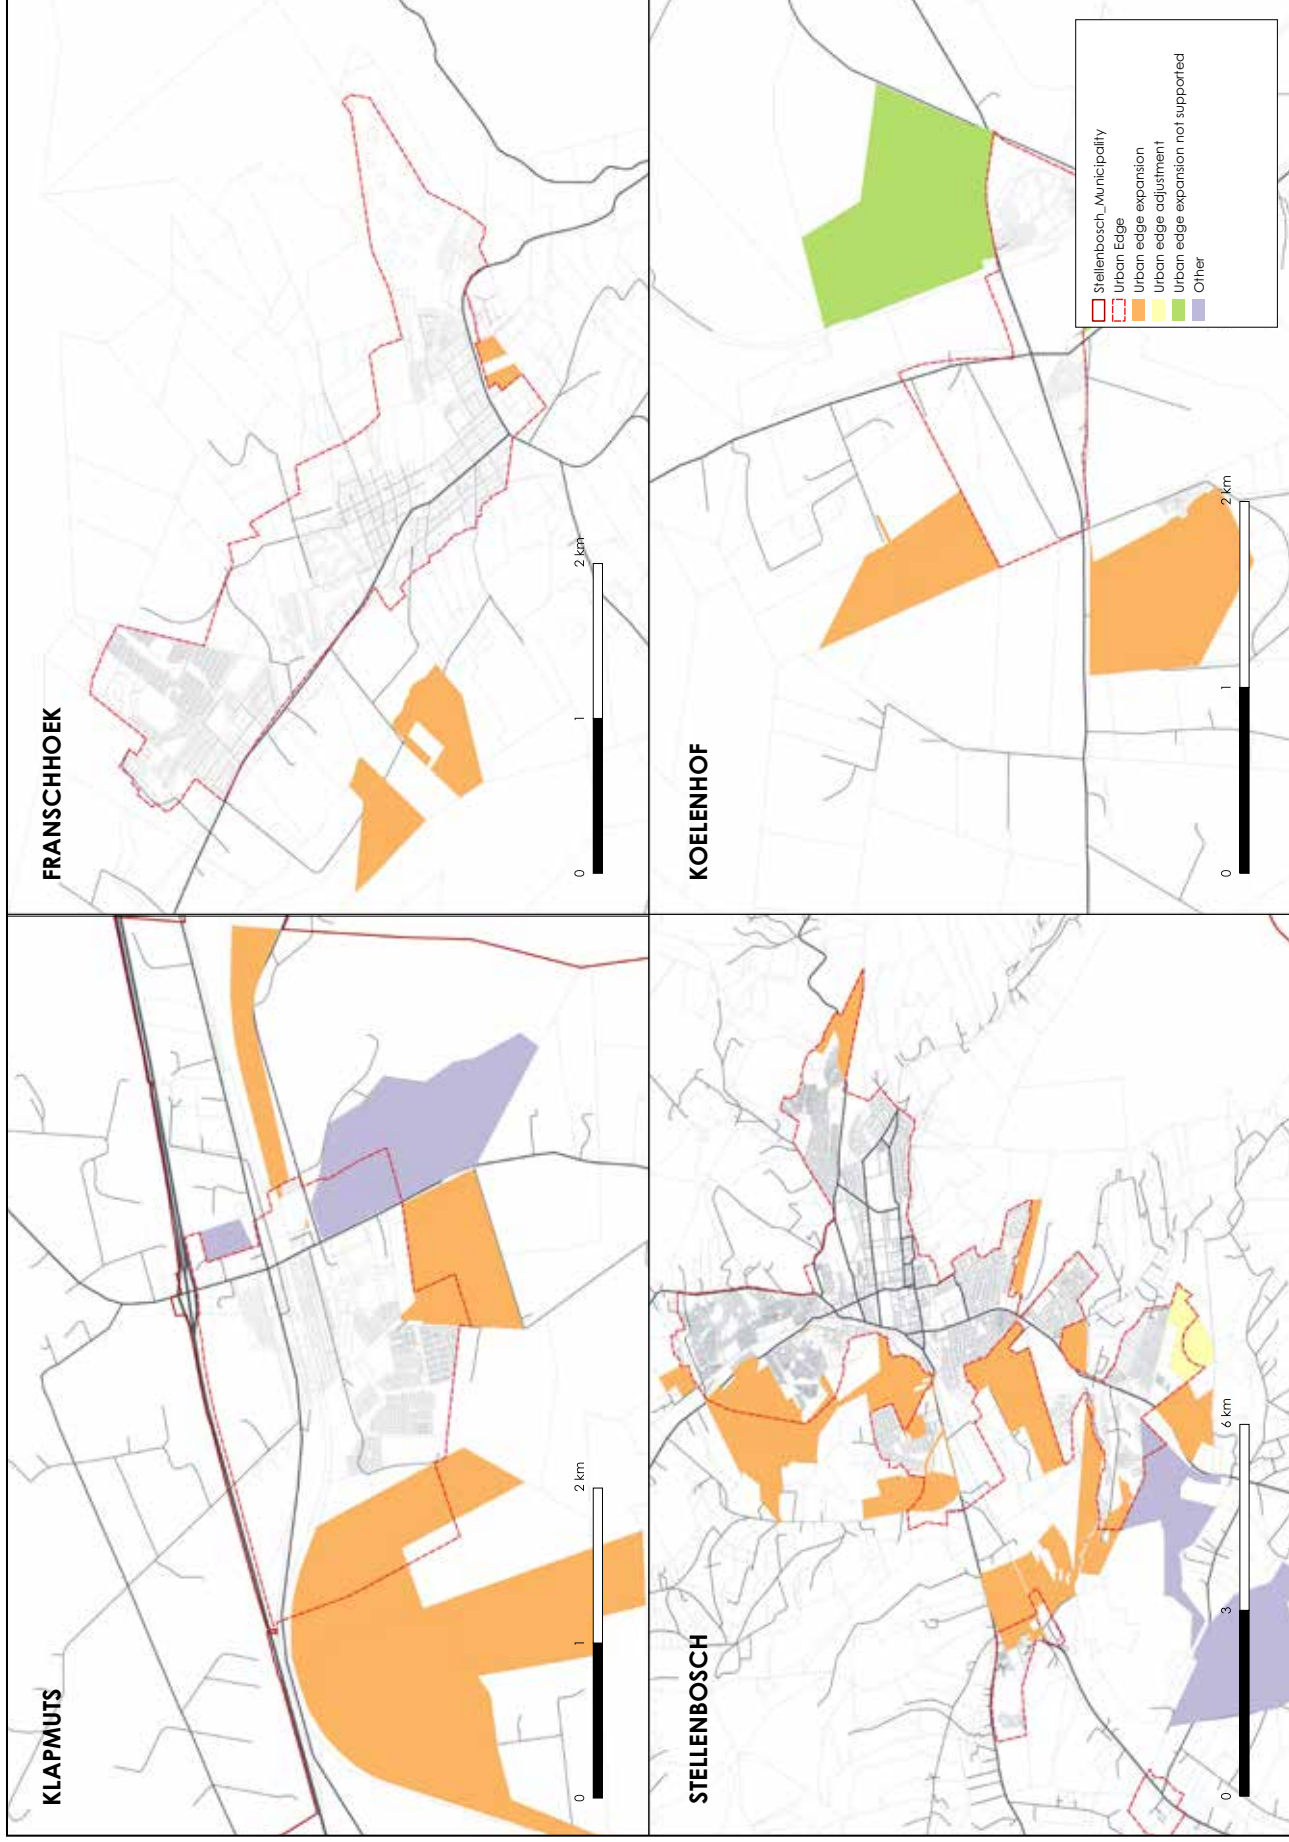 KLAPMUTS
0 1 2 km
FRANSCHHOEK
0 1 2 km
STELLENBOSCH
0 3 6 km
KOELENHOF
0 1 2 km
Stellenbosch_Municipality
Urban Edge
Urban edge expansion
Urban edge adjustment
Urban edge expansion not supported
Other